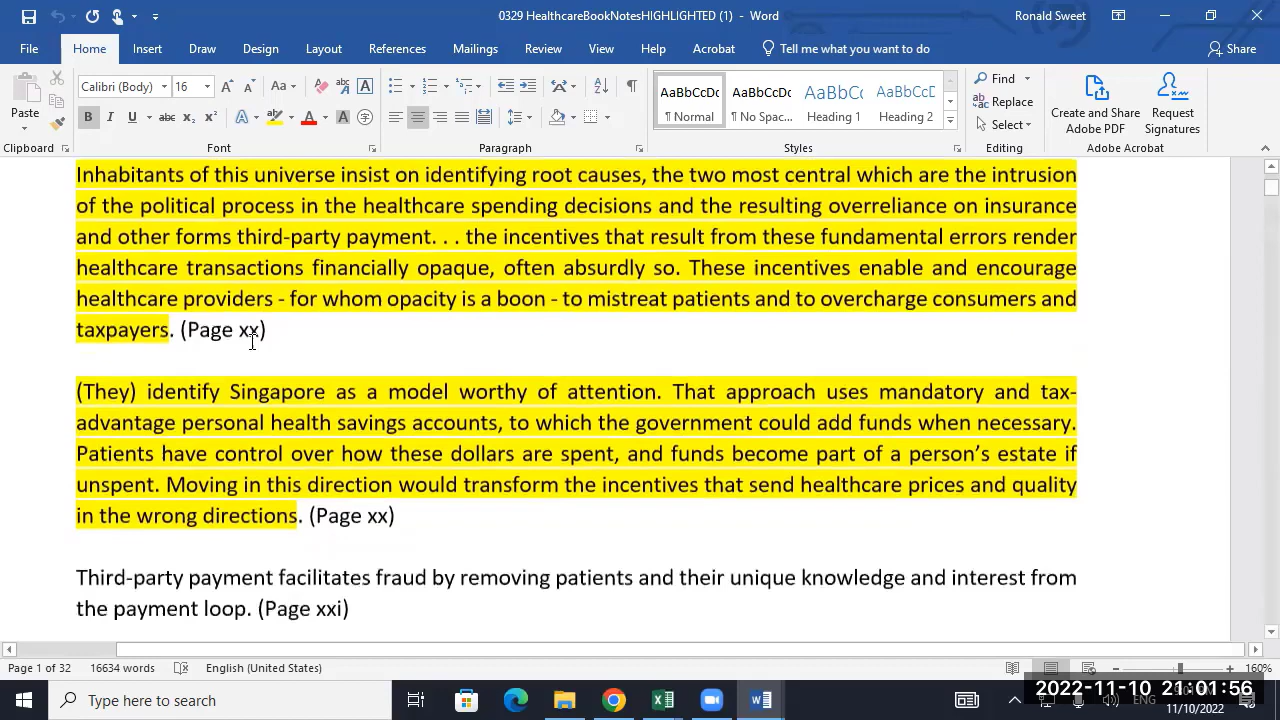 0329 HealthcareBookNotesHIGHLIGHTED (1) - Word
Ronald Sweet
File Home Insert Draw Design Layout References Mailings Review View Help Acrobat Tell me what you want to do Share
Paste
Calibri (Body) 16
Clipboard Font Paragraph
AaBbCcDc AaBbCcDc AaBbCc AaBbCcD
¶ Normal ¶ No Spac... Heading 1 Heading 2
Styles
Find
Replace
Select
Editing
Create and Share Adobe PDF
Request Signatures
Adobe Acrobat
Inhabitants of this universe insist on identifying root causes, the two most central which are the intrusion
of the political process in the healthcare spending decisions and the resulting overreliance on insurance
and other forms third-party payment. . . the incentives that result from these fundamental errors render
healthcare transactions financially opaque, often absurdly so. These incentives enable and encourage
healthcare providers - for whom opacity is a boon - to mistreat patients and to overcharge consumers and
taxpayers. (Page xx)
(They) identify Singapore as a model worthy of attention. That approach uses mandatory and tax-
advantage personal health savings accounts, to which the government could add funds when necessary.
Patients have control over how these dollars are spent, and funds become part of a person's estate if
unspent. Moving in this direction would transform the incentives that send healthcare prices and quality
in the wrong directions. (Page xx)
Third-party payment facilitates fraud by removing patients and their unique knowledge and interest from
the payment loop. (Page xxi)
Page 1 of 32 16634 words English (United States) 160%
Type here to search
2022-11-10 21:01:56
ENG
11/10/2022